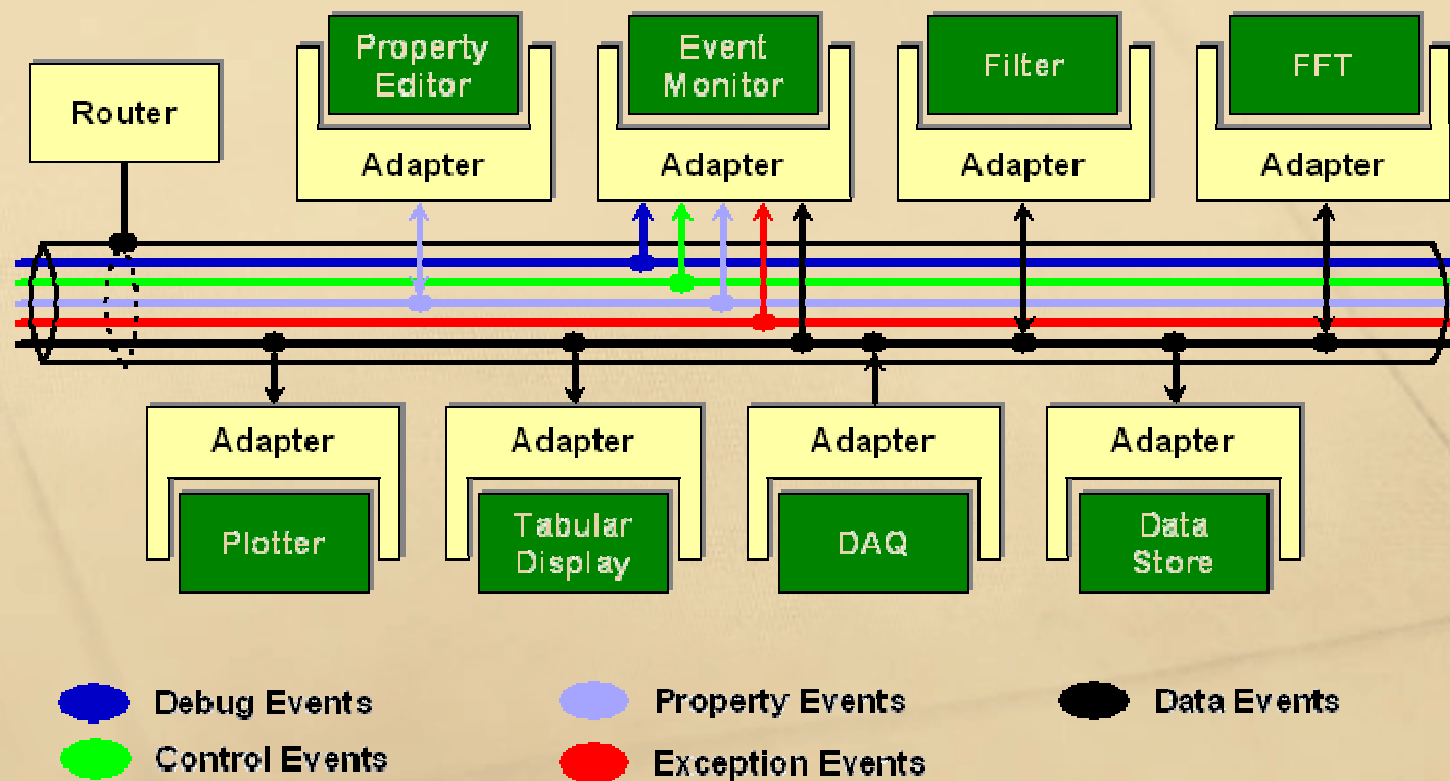 Router
Property
Editor
Adapter
Event
Monitor
Adapter
Filter
Adapter
FFT
Adapter
Adapter
Plotter
Adapter
Tabular
Display
Adapter
DAQ
Adapter
Data
Store
Debug Events
Property Events
Data Events
Control Events
Exception Events